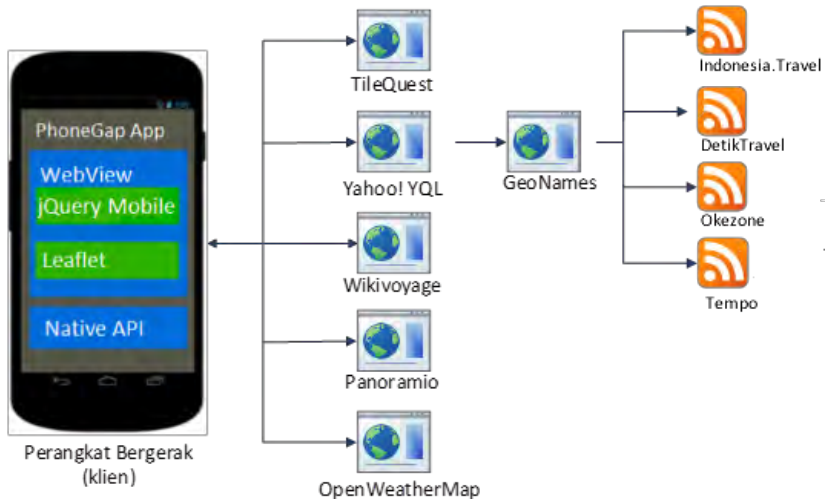 PhoneGap App
WebView
jQuery Mobile
Leaflet
Native API
Perangkat Bergerak
(klien)
TileQuest
Yahoo! YQL
Wikivoyage
Panoramio
OpenWeatherMap
GeoNames
Indonesia.Travel
DetikTravel
Okezone
Tempo